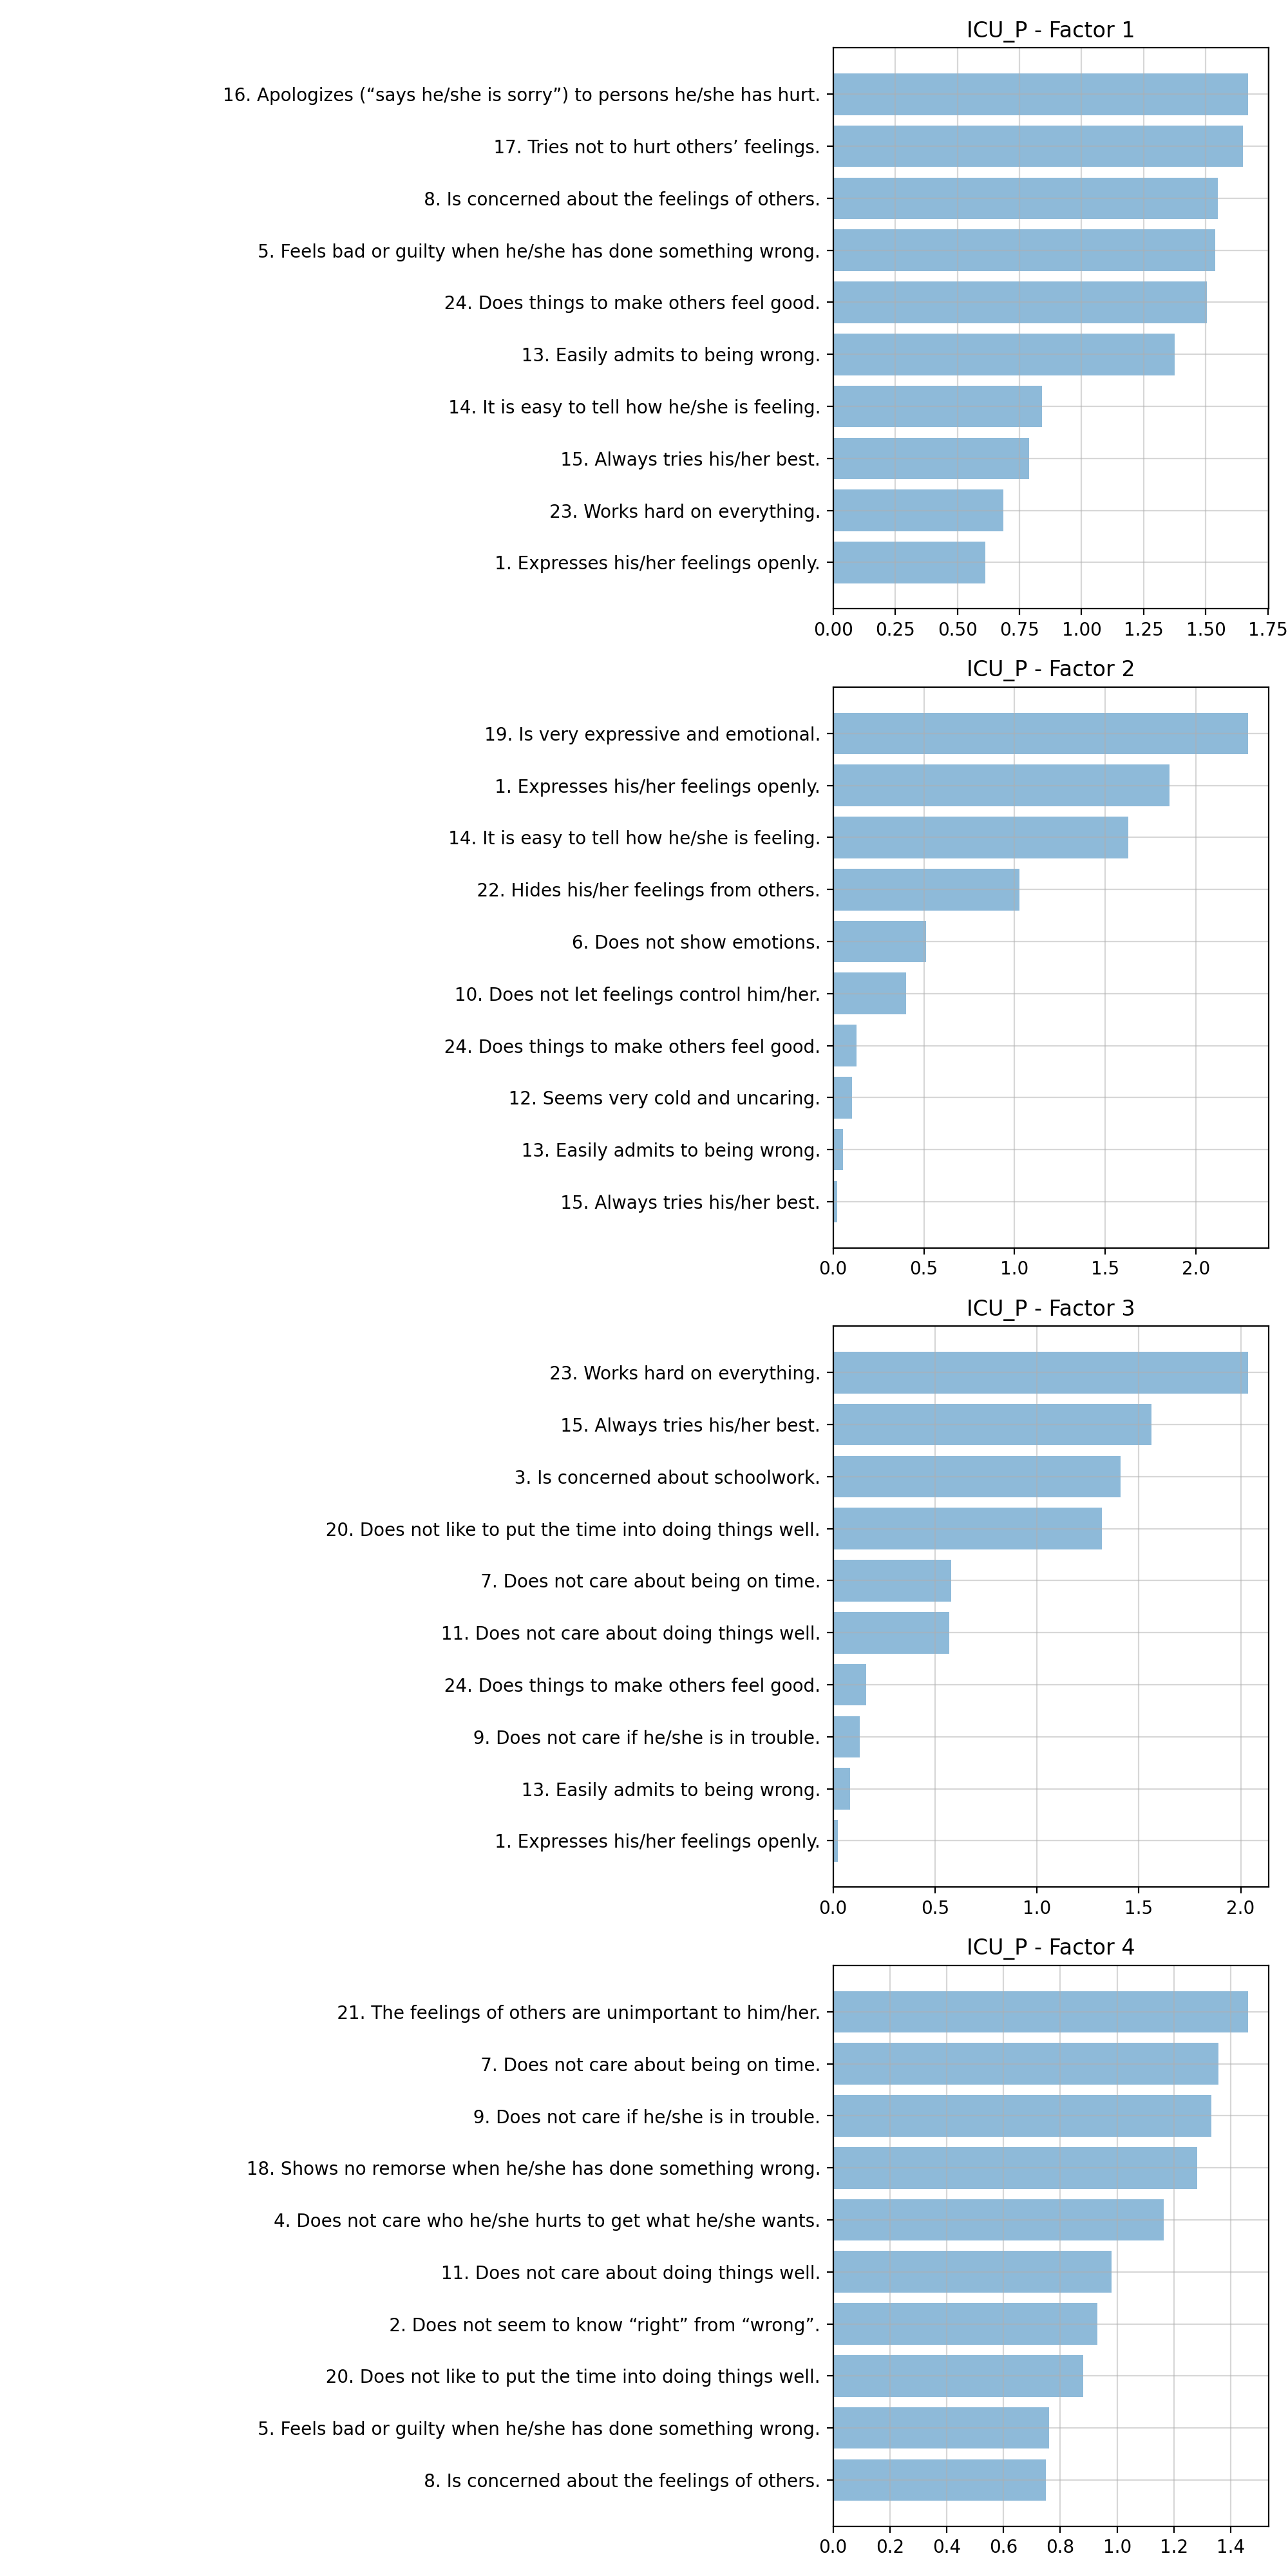 ICU_P - Factor 1
16. Apologizes (“says he/she is sorry”) to persons he/she has hurt.
17. Tries not to hurt others’ feelings.
8. Is concerned about the feelings of others.
5. Feels bad or guilty when he/she has done something wrong.
24. Does things to make others feel good.
13. Easily admits to being wrong.
14. It is easy to tell how he/she is feeling.
15. Always tries his/her best.
23. Works hard on everything.
1. Expresses his/her feelings openly.
0.00 0.25 0.50 0.75 1.00 1.25 1.50 1.75
ICU_P - Factor 2
19. Is very expressive and emotional.
1. Expresses his/her feelings openly.
14. It is easy to tell how he/she is feeling.
22. Hides his/her feelings from others.
6. Does not show emotions.
10. Does not let feelings control him/her.
24. Does things to make others feel good.
12. Seems very cold and uncaring.
13. Easily admits to being wrong.
15. Always tries his/her best.
0.0 0.5 1.0 1.5 2.0
ICU_P - Factor 3
23. Works hard on everything.
15. Always tries his/her best.
3. Is concerned about schoolwork.
20. Does not like to put the time into doing things well.
7. Does not care about being on time.
11. Does not care about doing things well.
24. Does things to make others feel good.
9. Does not care if he/she is in trouble.
13. Easily admits to being wrong.
1. Expresses his/her feelings openly.
0.0 0.5 1.0 1.5 2.0
ICU_P - Factor 4
21. The feelings of others are unimportant to him/her.
7. Does not care about being on time.
9. Does not care if he/she is in trouble.
18. Shows no remorse when he/she has done something wrong.
4. Does not care who he/she hurts to get what he/she wants.
11. Does not care about doing things well.
2. Does not seem to know “right” from “wrong”.
20. Does not like to put the time into doing things well.
5. Feels bad or guilty when he/she has done something wrong.
8. Is concerned about the feelings of others.
0.0 0.2 0.4 0.6 0.8 1.0 1.2 1.4